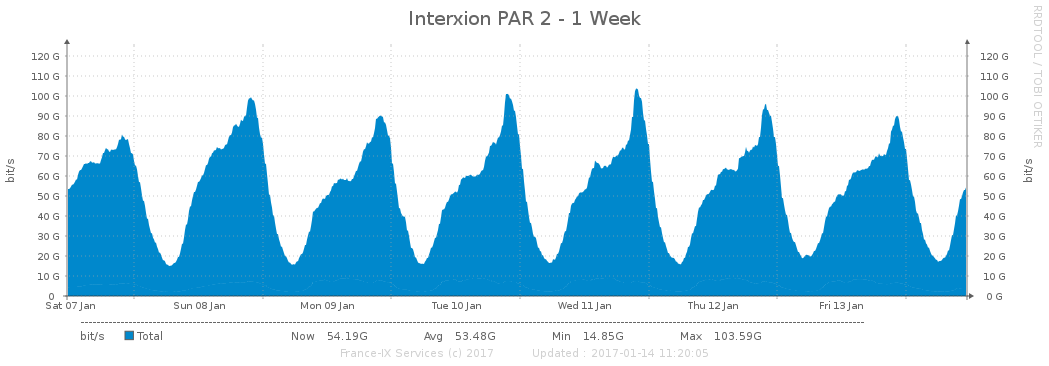 Interxion PAR 2 - 1 Week
RRDTOOL / TOBI OETIKER
bit/s
120 G 120 G
110 G 110 G
100 G 100 G
90 G 90 G
80 G 80 G
70 G 70 G
60 G 60 G
50 G 50 G
40 G 40 G
30 G 30 G
20 G 20 G
10 G 10 G
0 0 G
bit/s
Sat 07 Jan Sun 08 Jan Mon 09 Jan Tue 10 Jan Wed 11 Jan Thu 12 Jan Fri 13 Jan
bit/s Total Now 54.19G Avg 53.48G Min 14.85G Max 103.59G
France-IX Services (c) 2017 Updated : 2017-01-14 11:20:05